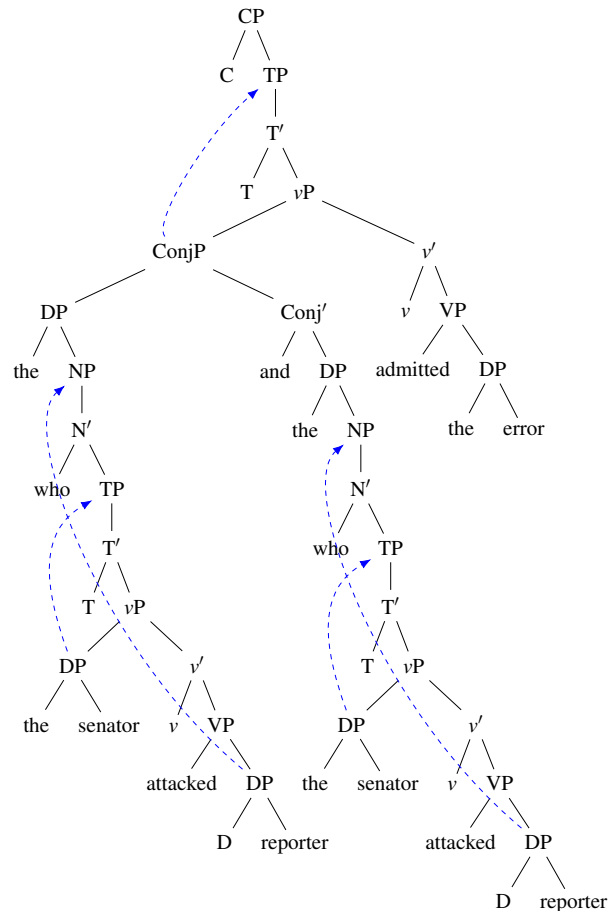 CP
C TP
T′
T vP
ConjP v′
DP Conj′ v VP
the NP and DP admitted DP
N′ the NP the error
who TP N′
T′ who TP
T vP T′
DP v′ T vP
the senator v VP DP v′
attacked DP the senator v VP
D reporter attacked DP
D reporter